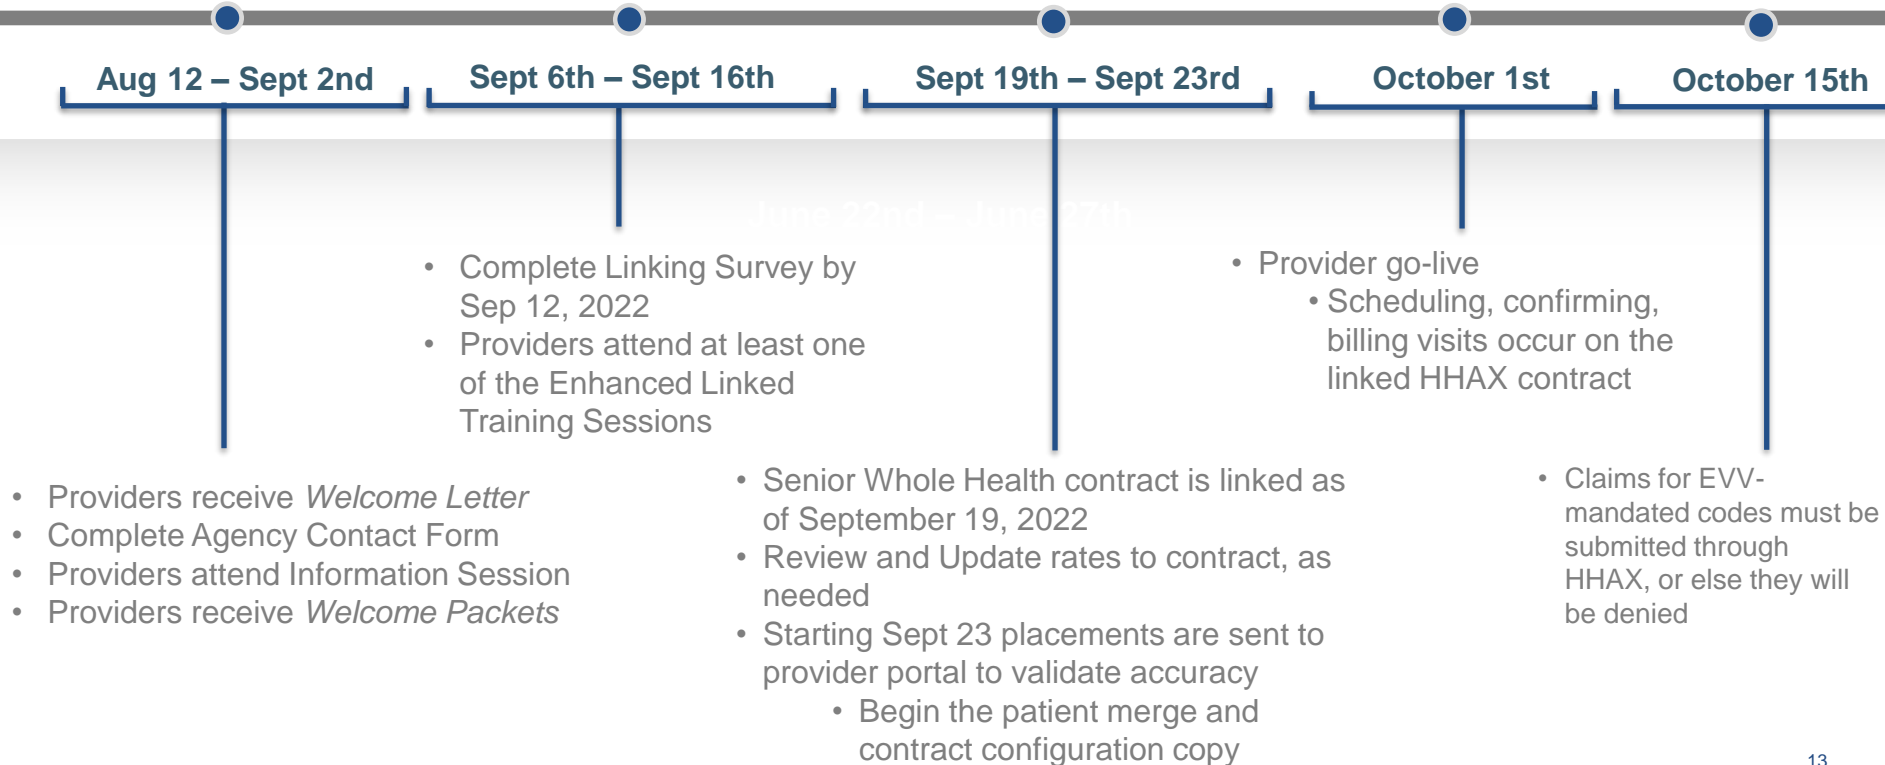 Aug 12 – Sept 2nd
Sept 6th – Sept 16th
Sept 19th – Sept 23rd
October 1st
October 15th
June 22nd – June 27th
• Complete Linking Survey by
Sep 12, 2022
• Providers attend at least one
of the Enhanced Linked
Training Sessions
• Provider go-live
• Scheduling, confirming,
billing visits occur on the
linked HHAX contract
• Providers receive Welcome Letter
• Complete Agency Contact Form
• Providers attend Information Session
• Providers receive Welcome Packets
• Senior Whole Health contract is linked as
of September 19, 2022
• Review and Update rates to contract, as
needed
• Starting Sept 23 placements are sent to
provider portal to validate accuracy
• Begin the patient merge and
contract configuration copy
• Claims for EVV-
mandated codes must be
submitted through
HHAX, or else they will
be denied
13